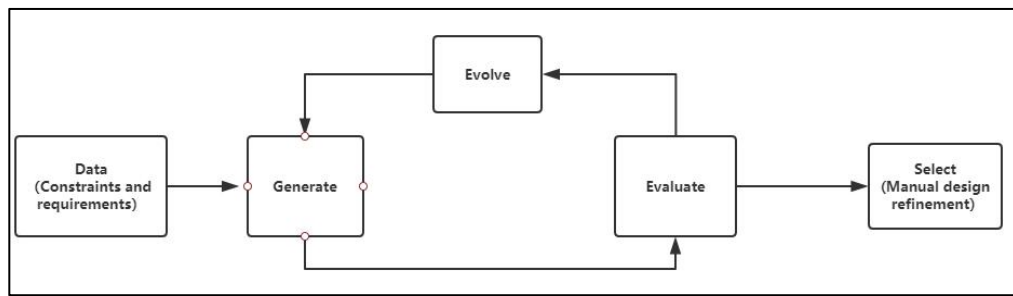 Evolve
Data
(Constraints and
requirements)
Generate
Evaluate
Select
(Manual design
refinement)